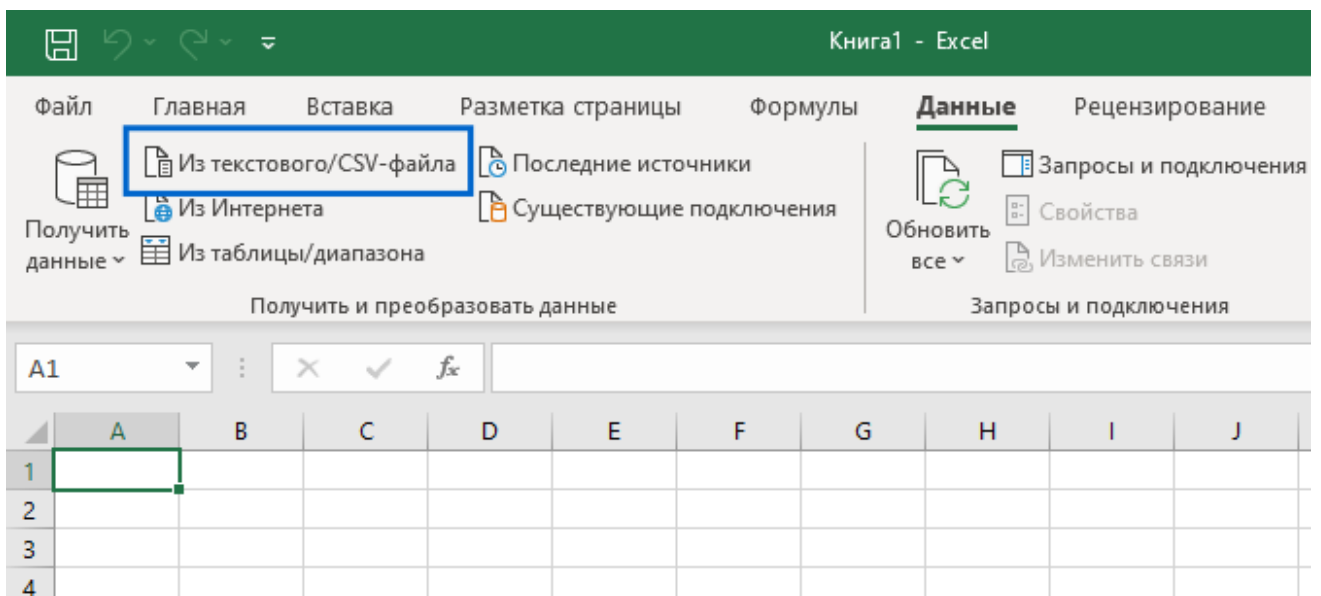 Книга1 - Excel
Файл Главная Вставка Разметка страницы Формулы Данные Рецензирование
Получить данные
Из текстового/CSV-файла
Из Интернета
Из таблицы/диапазона
Последние источники
Существующие подключения
Получить и преобразовать данные
Обновить все
Запросы и подключения
Свойства
Изменить связи
Запросы и подключения
A1 fx
A B C D E F G H I J
1
2
3
4